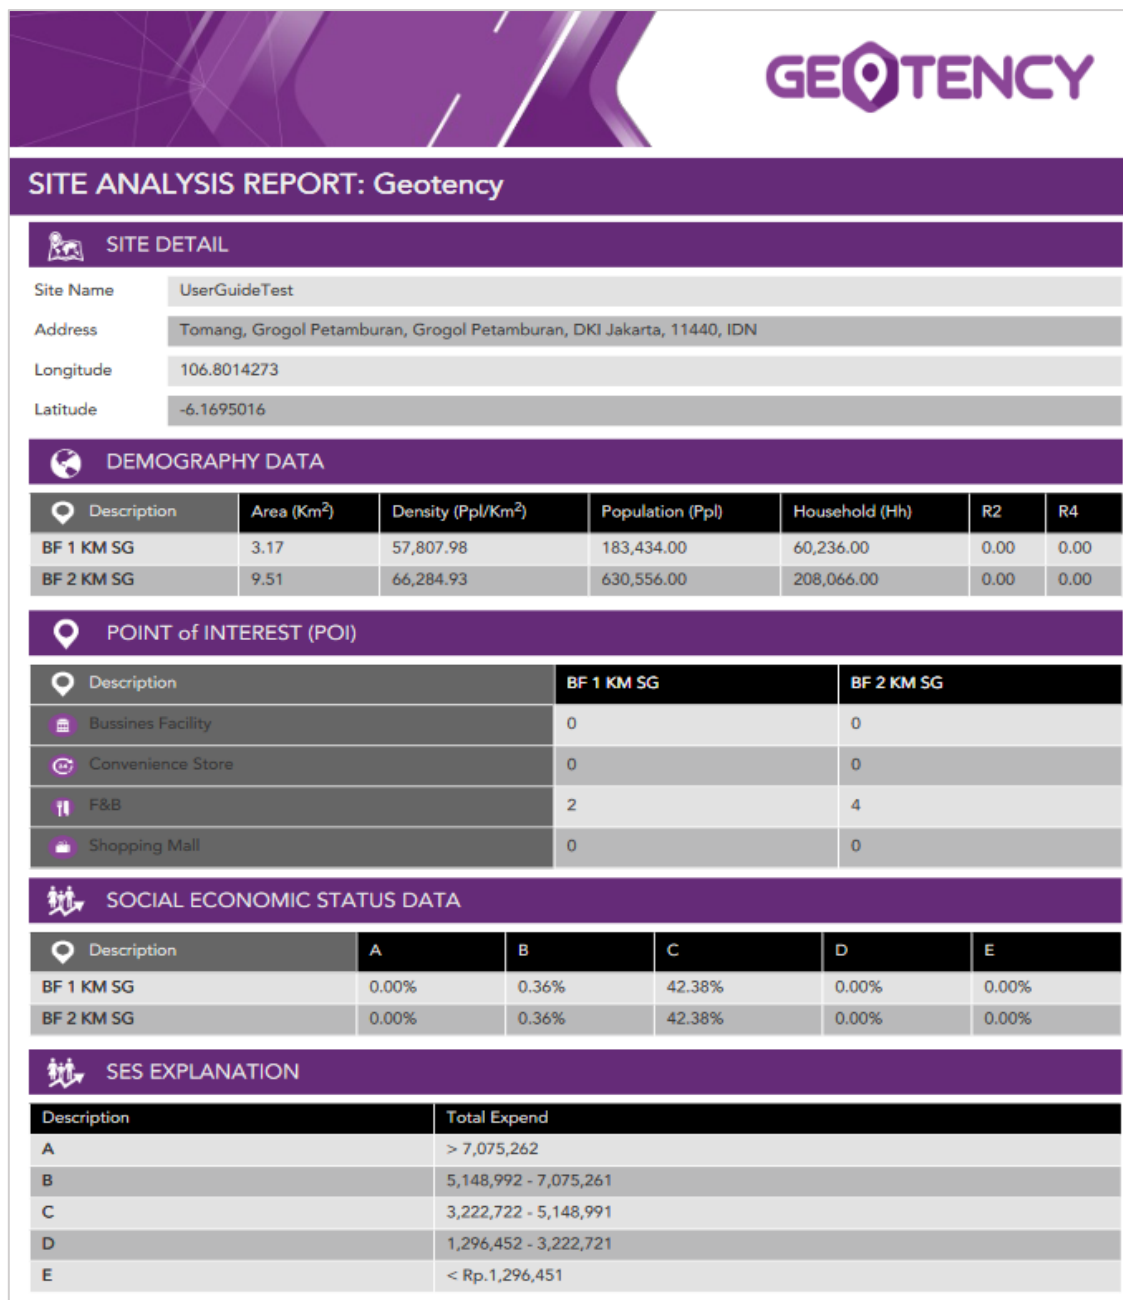 GEOTENCY
SITE ANALYSIS REPORT: Geotency
SITE DETAIL
Site Name UserGuideTest
Address Tomang, Grogol Petamburan, Grogol Petamburan, DKI Jakarta, 11440, IDN
Longitude 106.8014273
Latitude -6.1695016
DEMOGRAPHY DATA
Description Area (Km²) Density (Ppl/Km²) Population (Ppl) Household (Hh) R2 R4
BF 1 KM SG 3.17 57,807.98 183,434.00 60,236.00 0.00 0.00
BF 2 KM SG 9.51 66,284.93 630,556.00 208,066.00 0.00 0.00
POINT of INTEREST (POI)
Description BF 1 KM SG BF 2 KM SG
Bussines Facility 0 0
Convenience Store 0 0
F&B 2 4
Shopping Mall 0 0
SOCIAL ECONOMIC STATUS DATA
Description A B C D E
BF 1 KM SG 0.00% 0.36% 42.38% 0.00% 0.00%
BF 2 KM SG 0.00% 0.36% 42.38% 0.00% 0.00%
SES EXPLANATION
Description Total Expend
A > 7,075,262
B 5,148,992 - 7,075,261
C 3,222,722 - 5,148,991
D 1,296,452 - 3,222,721
E < Rp.1,296,451